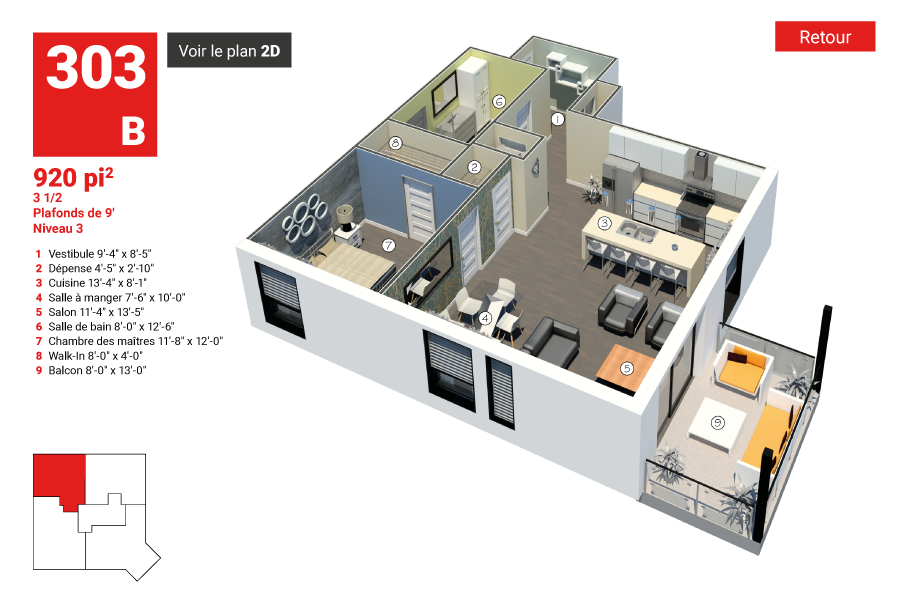 303
B
Voir le plan 2D
Retour
920 pi²
3 1/2
Plafonds de 9'
Niveau 3
1 Vestibule 9'-4" x 8'-5"
2 Dépense 4'-5" x 2'-10"
3 Cuisine 13'-4" x 8'-1"
4 Salle à manger 7'-6" x 10'-0"
5 Salon 11'-4" x 13'-5"
6 Salle de bain 8'-0" x 12'-6"
7 Chambre des maîtres 11'-8" x 12'-0"
8 Walk-In 8'-0" x 4'-0"
9 Balcon 8'-0" x 13'-0"
6
1
8
2
3
7
4
5
9